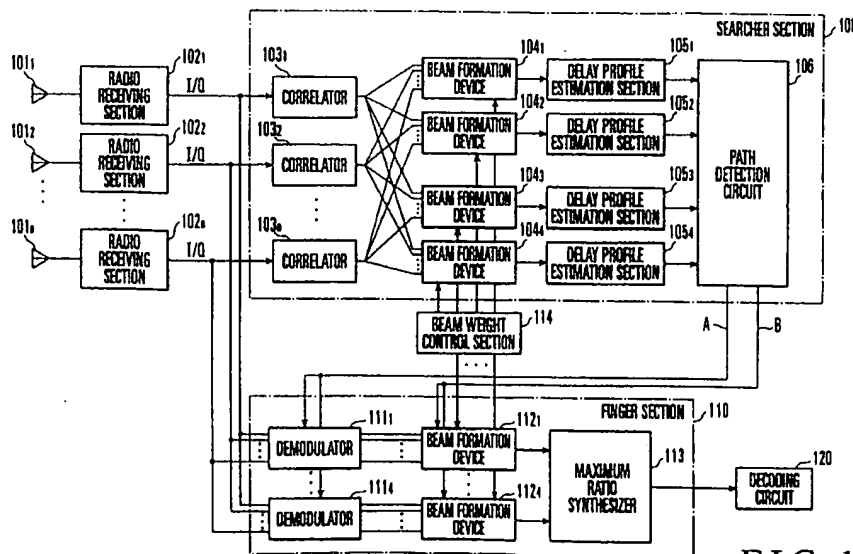 SEARCHER SECTION
101₁
102₁
RADIO
RECEIVING
SECTION
I/Q
103₁
CORRELATOR
104₁
BEAM FORMATION
DEVICE
105₁
DELAY PROFILE
ESTIMATION SECTION
106
PATH
DETECTION
CIRCUIT
101₂
102₂
RADIO
RECEIVING
SECTION
I/Q
103₂
CORRELATOR
104₂
BEAM FORMATION
DEVICE
105₂
DELAY PROFILE
ESTIMATION SECTION
104₃
BEAM FORMATION
DEVICE
105₃
DELAY PROFILE
ESTIMATION SECTION
101₈
102₈
RADIO
RECEIVING
SECTION
I/Q
103₈
CORRELATOR
104₄
BEAM FORMATION
DEVICE
105₄
DELAY PROFILE
ESTIMATION SECTION
BEAM WEIGHT
CONTROL SECTION
114
A
B
FINGER SECTION
110
111₁
DEMODULATOR
112₁
BEAM FORMATION
DEVICE
MAXIMUM
RATIO
SYNTHESIZER
113
120
DECODING
CIRCUIT
111₄
DEMODULATOR
112₄
BEAM FORMATION
DEVICE